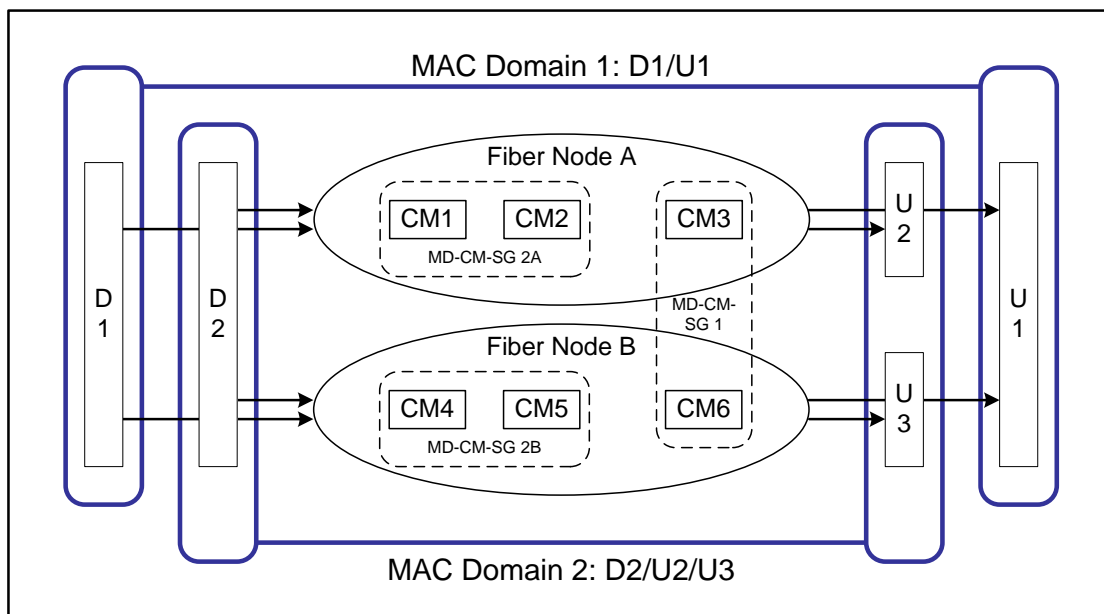 MAC Domain 1: D1/U1
Fiber Node A
CM1 CM2 CM3
MD-CM-SG 2A
D
1
D
2
U
2
U
1
MD-CM-
SG 1
Fiber Node B
CM4 CM5 CM6
MD-CM-SG 2B
U
3
MAC Domain 2: D2/U2/U3